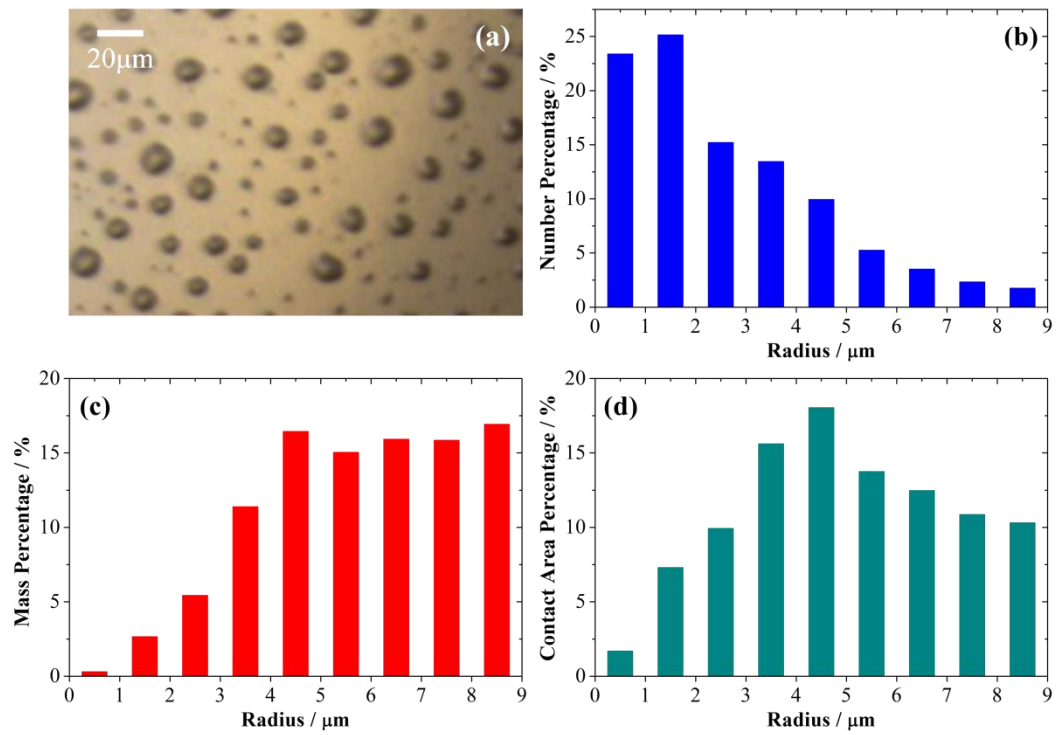 (a)
20μm
(b)
Number Percentage / %
25
20
15
10
5
0
0 1 2 3 4 5 6 7 8 9
Radius / μm
(c)
Mass Percentage / %
20
15
10
5
0
0 1 2 3 4 5 6 7 8 9
Radius / μm
(d)
Contact Area Percentage / %
20
15
10
5
0
0 1 2 3 4 5 6 7 8 9
Radius / μm